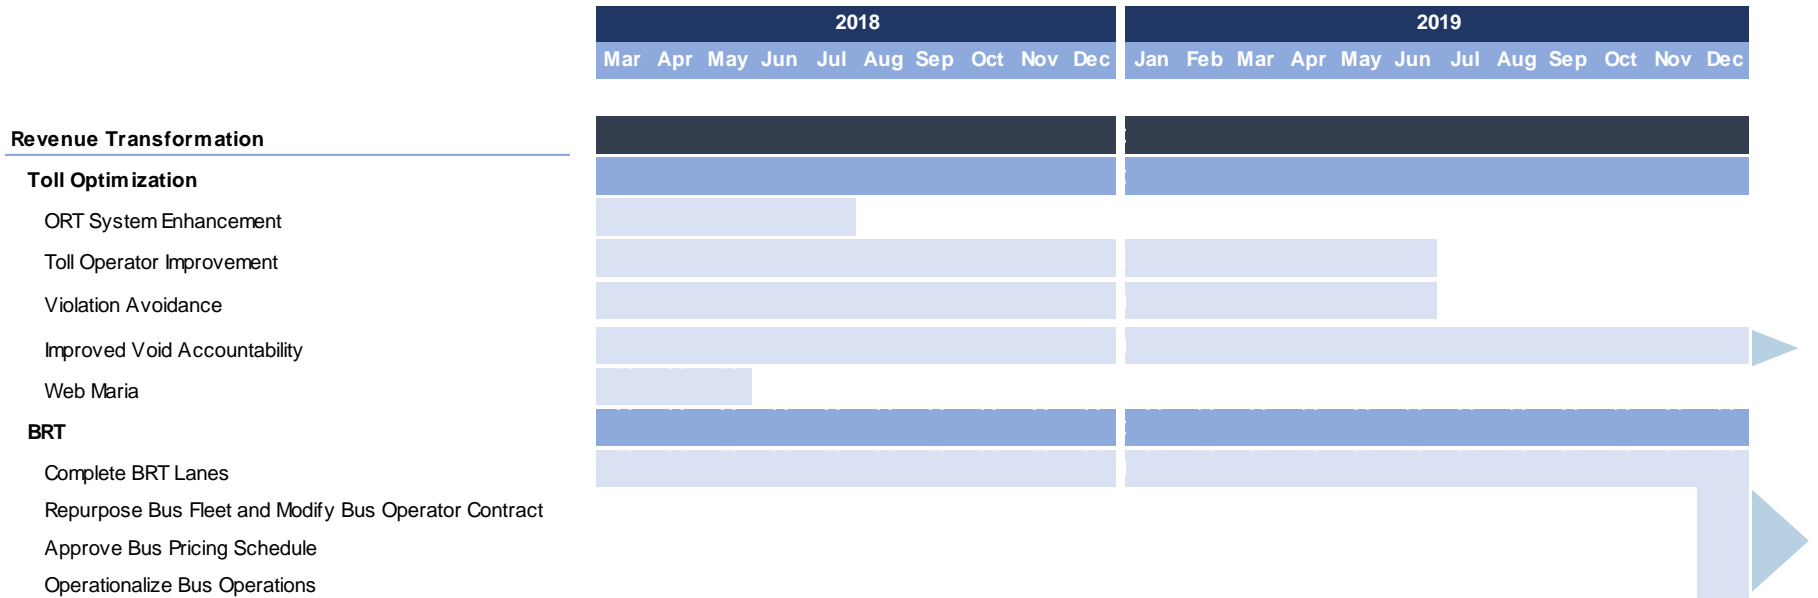 2018 2019
Mar Apr May Jun Jul Aug Sep Oct Nov Dec Jan Feb Mar Apr May Jun Jul Aug Sep Oct Nov Dec
Revenue Transformation
Toll Optimization
ORT System Enhancement
Toll Operator Improvement
Violation Avoidance
Improved Void Accountability
Web Maria
BRT
Complete BRT Lanes
Repurpose Bus Fleet and Modify Bus Operator Contract
Approve Bus Pricing Schedule
Operationalize Bus Operations